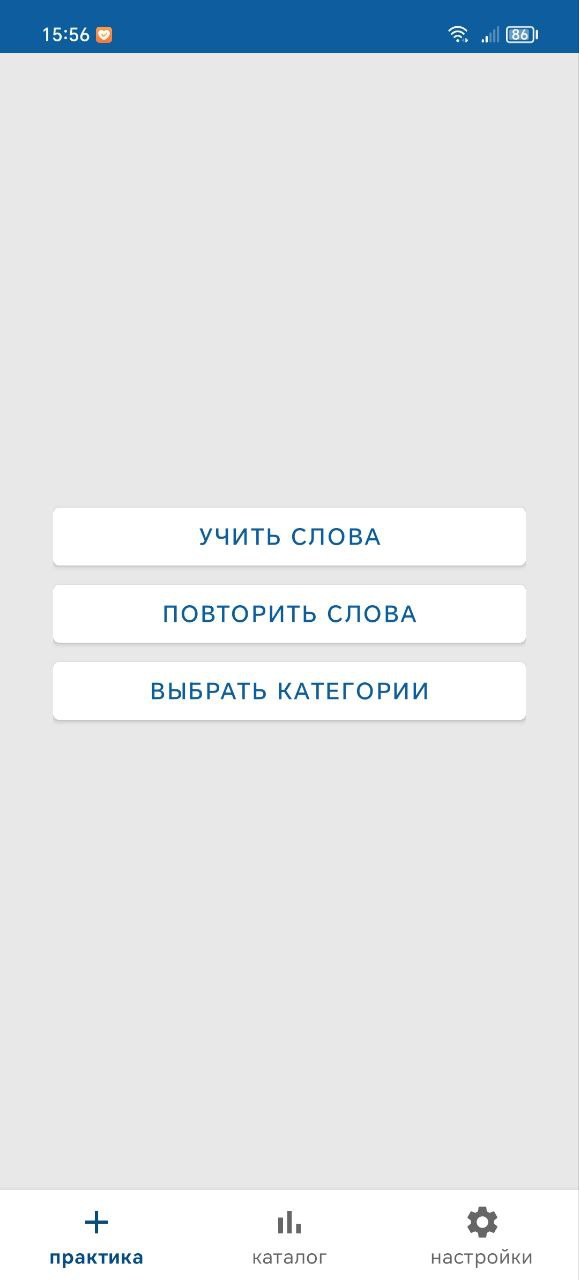 15:56
86
УЧИТЬ СЛОВА
ПОВТОРИТЬ СЛОВА
ВЫБРАТЬ КАТЕГОРИИ
практика
каталог
настройки